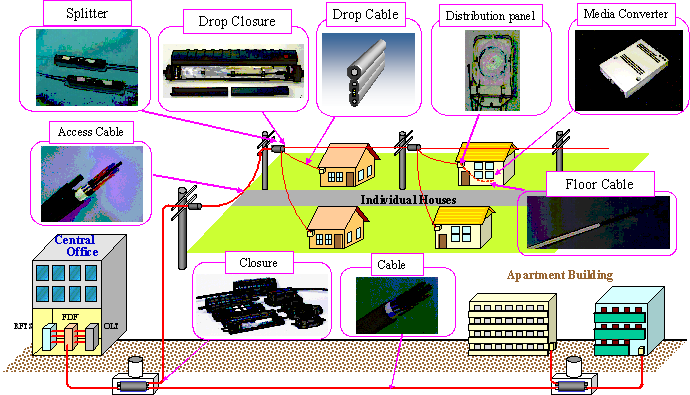 Splitter
Drop Closure
Drop Cable
Distribution panel
Media Converter
Access Cable
Floor Cable
Individual Houses
Central
Office
Closure
Cable
Apartment Building
RFTS
FDF
OLT